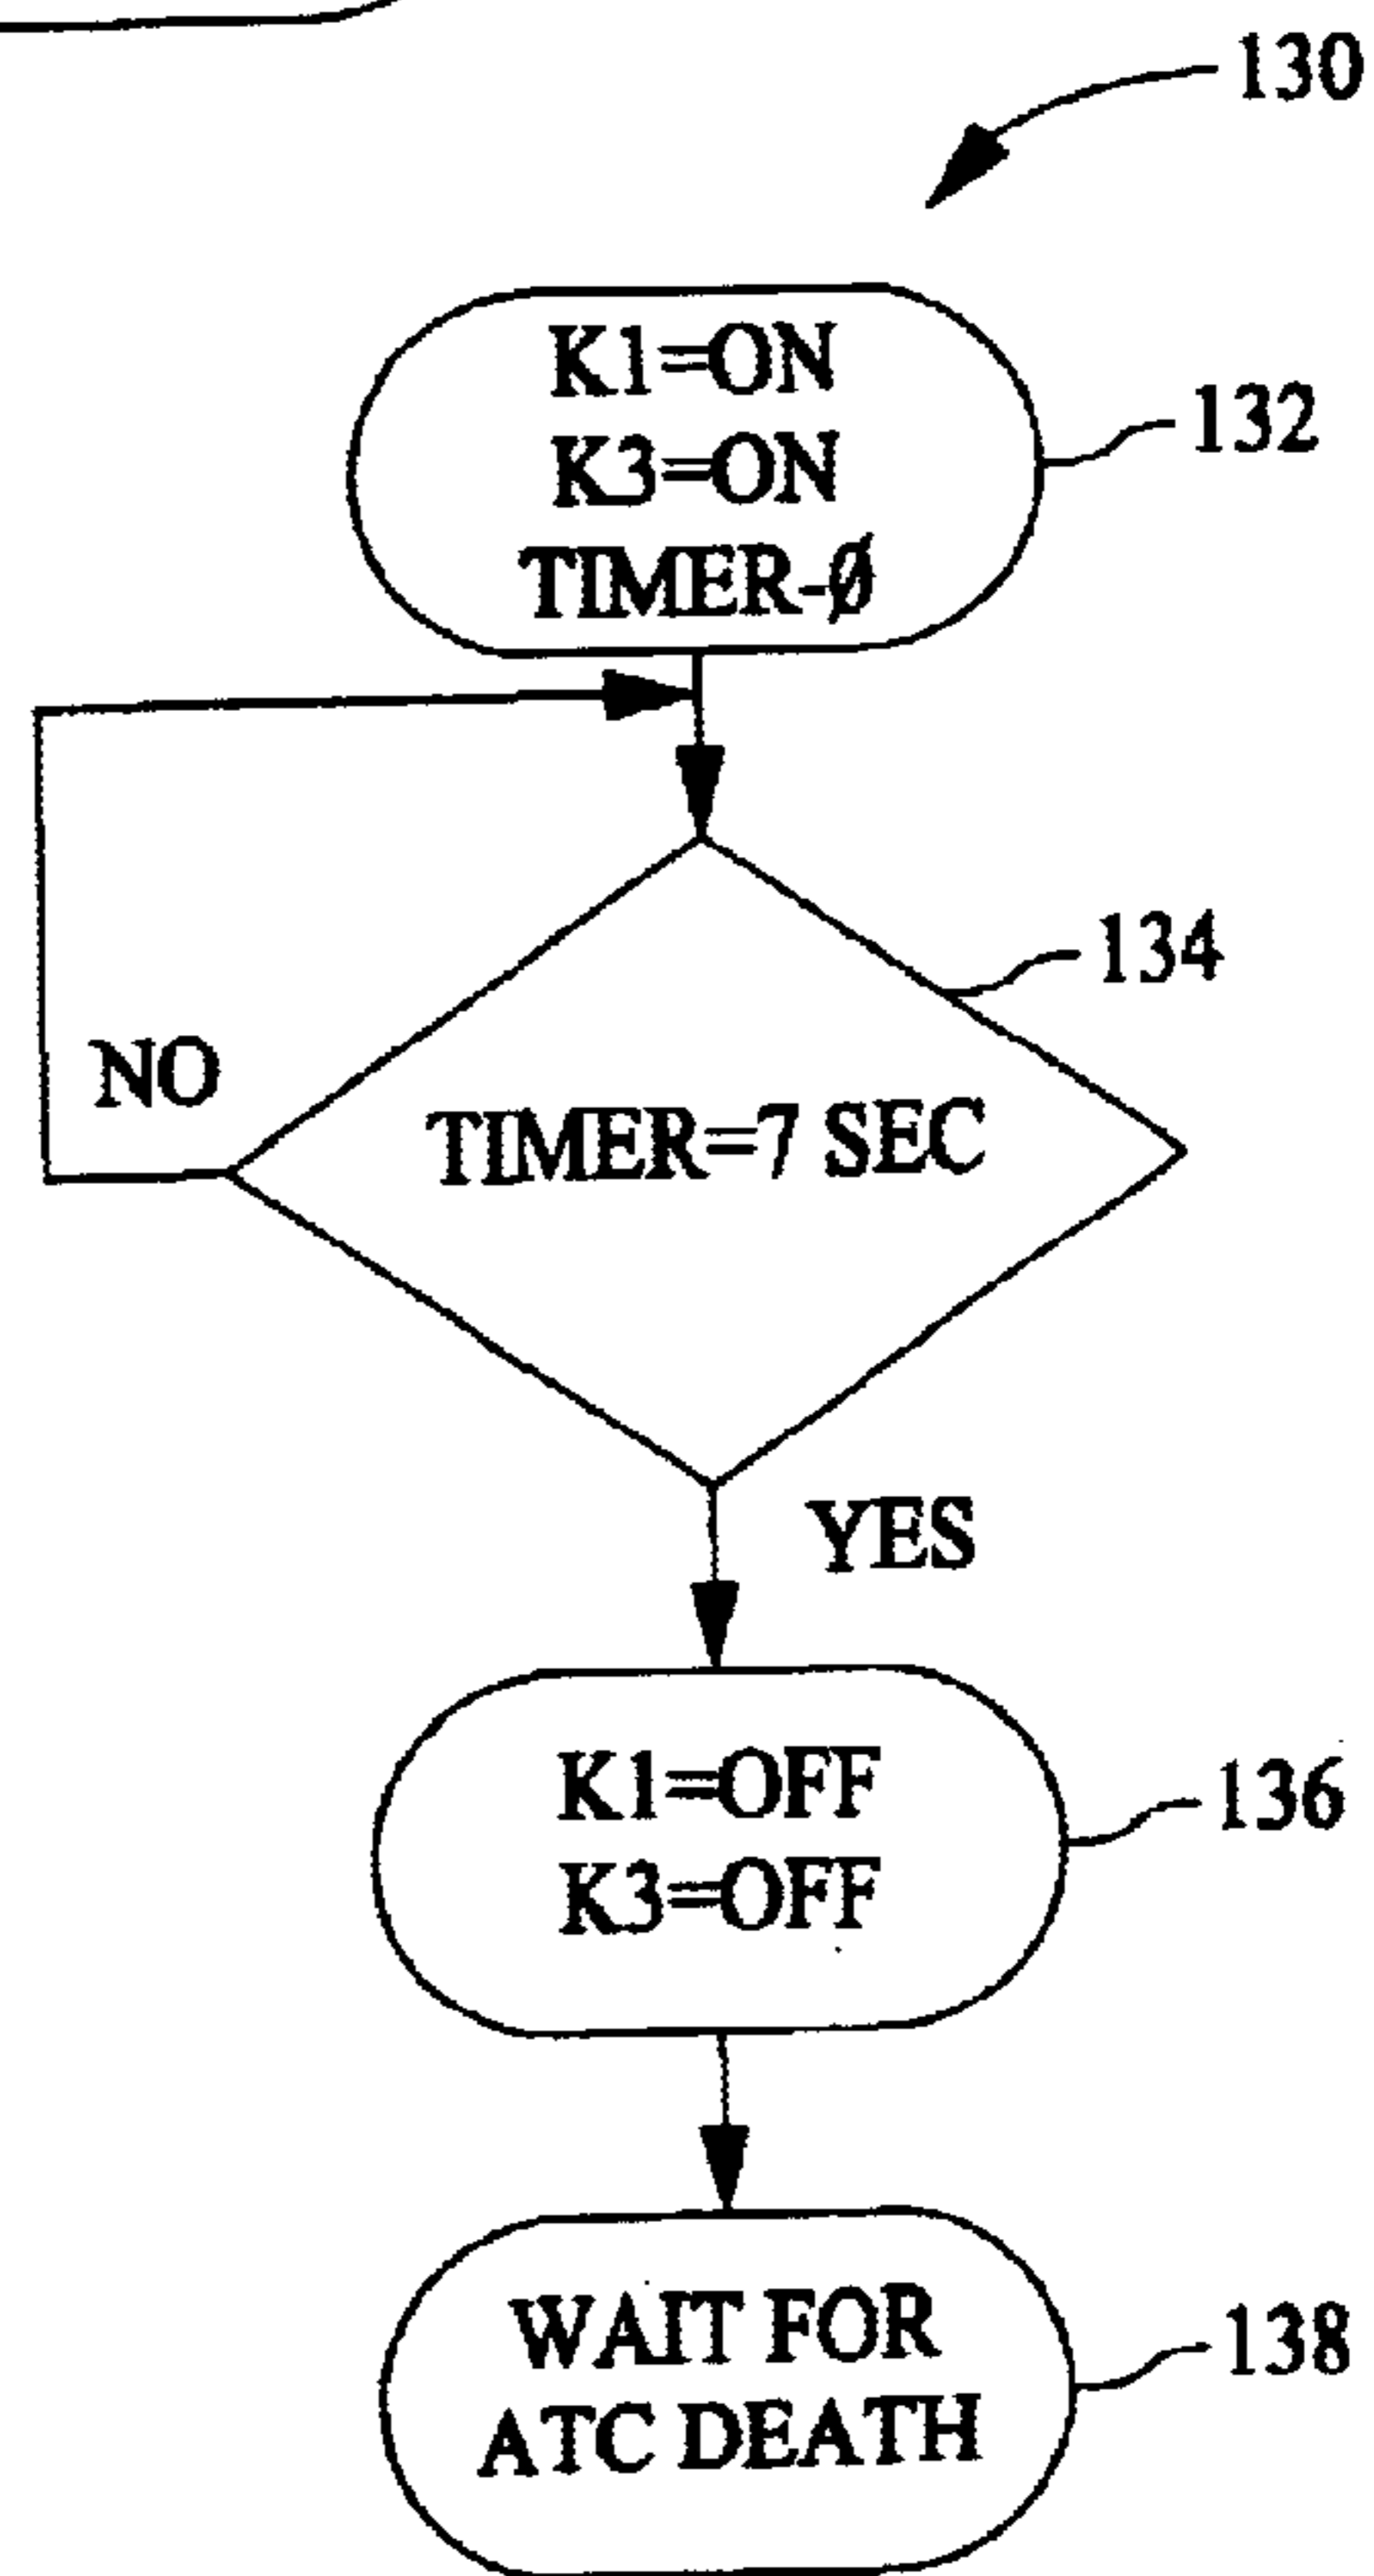 130
K1=ON
K3=ON
TIMER-Ø
132
134
NO
TIMER=7 SEC
YES
K1=OFF
K3=OFF
136
WAIT FOR
ATC DEATH
138